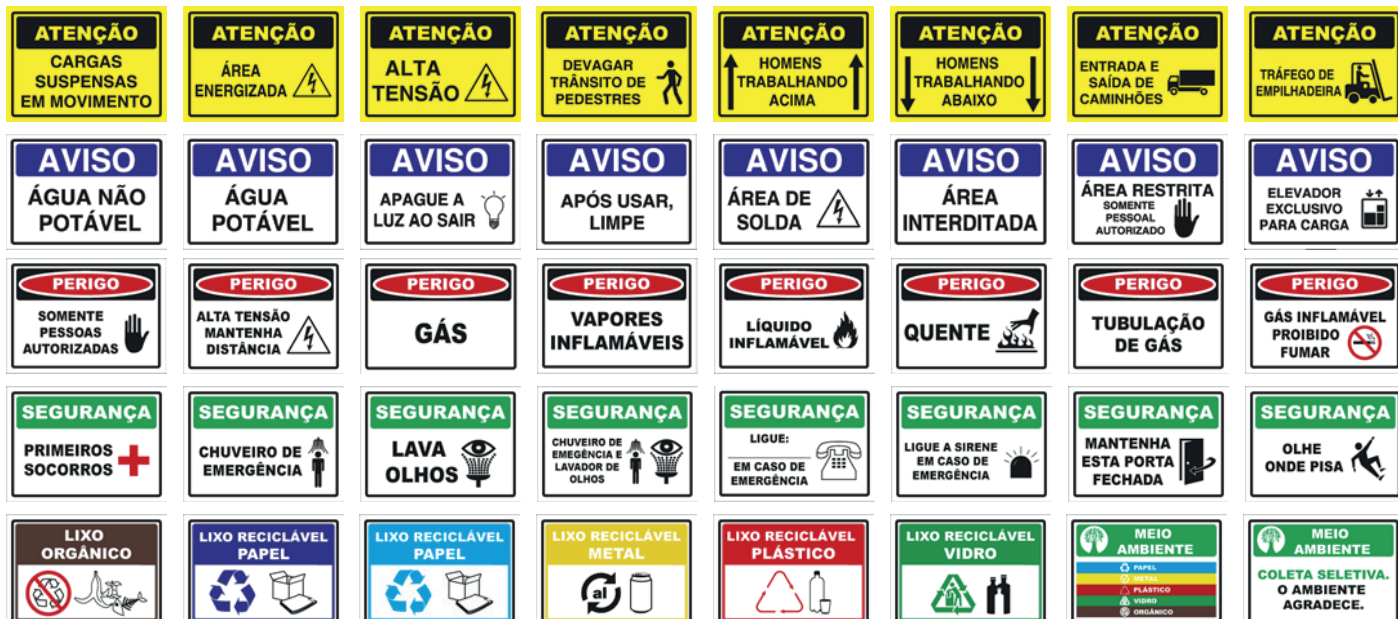 ATENÇÃO
CARGAS
SUSPENSAS
EM MOVIMENTO
ATENÇÃO
ÁREA
ENERGIZADA
ATENÇÃO
ALTA
TENSÃO
ATENÇÃO
DEVAGAR
TRÂNSITO DE
PEDESTRES
ATENÇÃO
HOMENS
TRABALHANDO
ACIMA
ATENÇÃO
HOMENS
TRABALHANDO
ABAIXO
ATENÇÃO
ENTRADA E
SAÍDA DE
CAMINHÕES
ATENÇÃO
TRÁFEGO DE
EMPILHADEIRA
AVISO
ÁGUA NÃO
POTÁVEL
AVISO
ÁGUA
POTÁVEL
AVISO
APAGUE A
LUZ AO SAIR
AVISO
APÓS USAR,
LIMPE
AVISO
ÁREA DE
SOLDA
AVISO
ÁREA
INTERDITADA
AVISO
ÁREA RESTRITA
SOMENTE
PESSOAL
AUTORIZADO
AVISO
ELEVADOR
EXCLUSIVO
PARA CARGA
PERIGO
SOMENTE
PESSOAS
AUTORIZADAS
PERIGO
ALTA TENSÃO
MANTENHA
DISTÂNCIA
PERIGO
GÁS
PERIGO
VAPORES
INFLAMÁVEIS
PERIGO
LÍQUIDO
INFLAMÁVEL
PERIGO
QUENTE
PERIGO
TUBULAÇÃO
DE GÁS
PERIGO
GÁS INFLAMÁVEL
PROIBIDO
FUMAR
SEGURANÇA
PRIMEIROS
SOCORROS
SEGURANÇA
CHUVEIRO DE
EMERGÊNCIA
SEGURANÇA
LAVA
OLHOS
SEGURANÇA
CHUVEIRO DE
EMEGÊNCIA E
LAVADOR DE
OLHOS
SEGURANÇA
LIGUE:
EM CASO DE
EMERGÊNCIA
SEGURANÇA
LIGUE A SIRENE
EM CASO DE
EMERGÊNCIA
SEGURANÇA
MANTENHA
ESTA PORTA
FECHADA
SEGURANÇA
OLHE
ONDE PISA
LIXO
ORGÂNICO
LIXO RECICLÁVEL
PAPEL
LIXO RECICLÁVEL
PAPEL
LIXO RECICLÁVEL
METAL
al
LIXO RECICLÁVEL
PLÁSTICO
LIXO RECICLÁVEL
VIDRO
MEIO
AMBIENTE
PAPEL
METAL
PLÁSTICO
VIDRO
ORGÂNICO
MEIO
AMBIENTE
COLETA SELETIVA.
O AMBIENTE
AGRADECE.